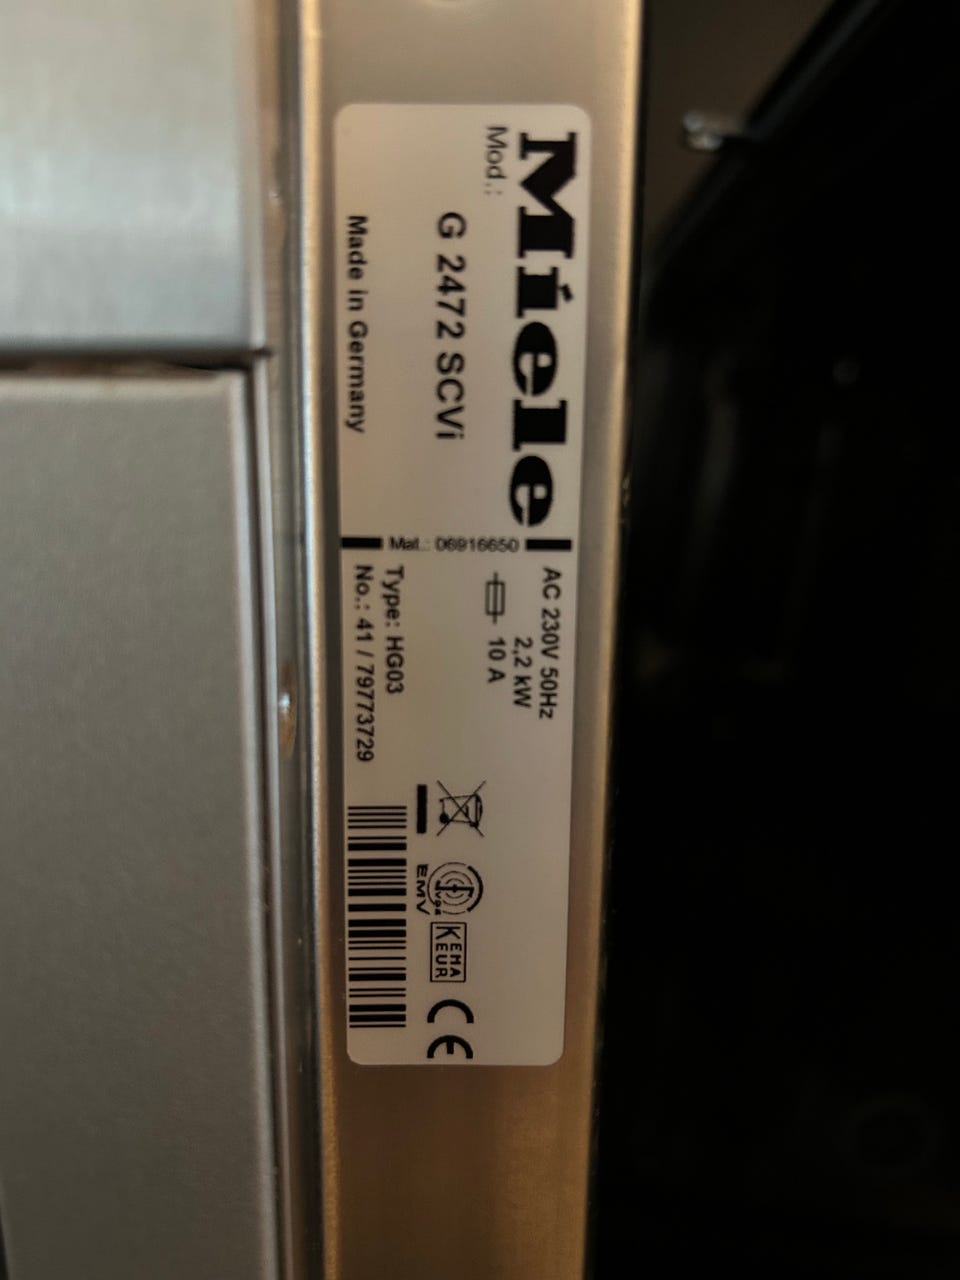 Miele
Mod.:
G 2472 SCVi
Made in Germany
Mat.: 06916650
AC 230V 50Hz
2,2 kW
10 A
Type: HG03
No.: 41 / 79773729
VDE
EMV
KEMA
KEUR
CE